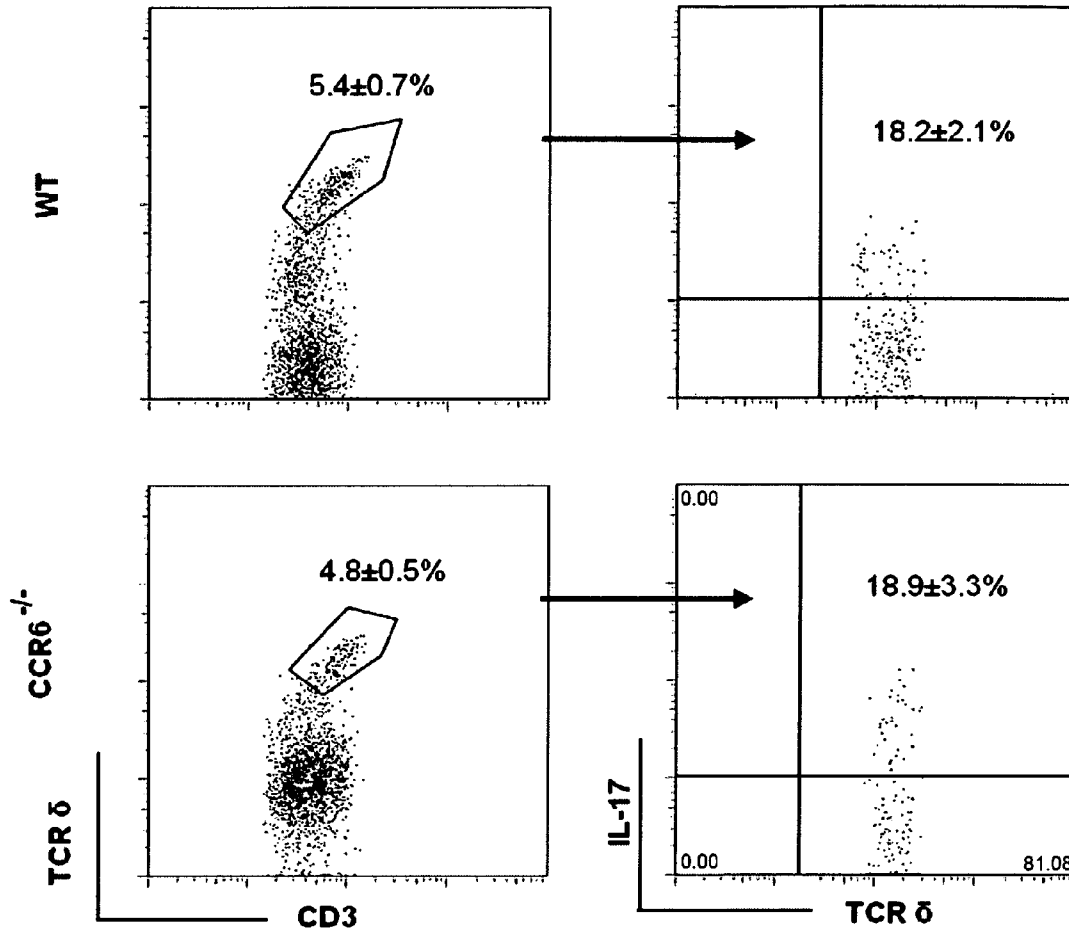 5.4±0.7%
18.2±2.1%
WT
4.8±0.5%
0.00
18.9±3.3%
0.00
81.08
CCR6-/-
TCR δ
CD3
IL-17
TCR δ